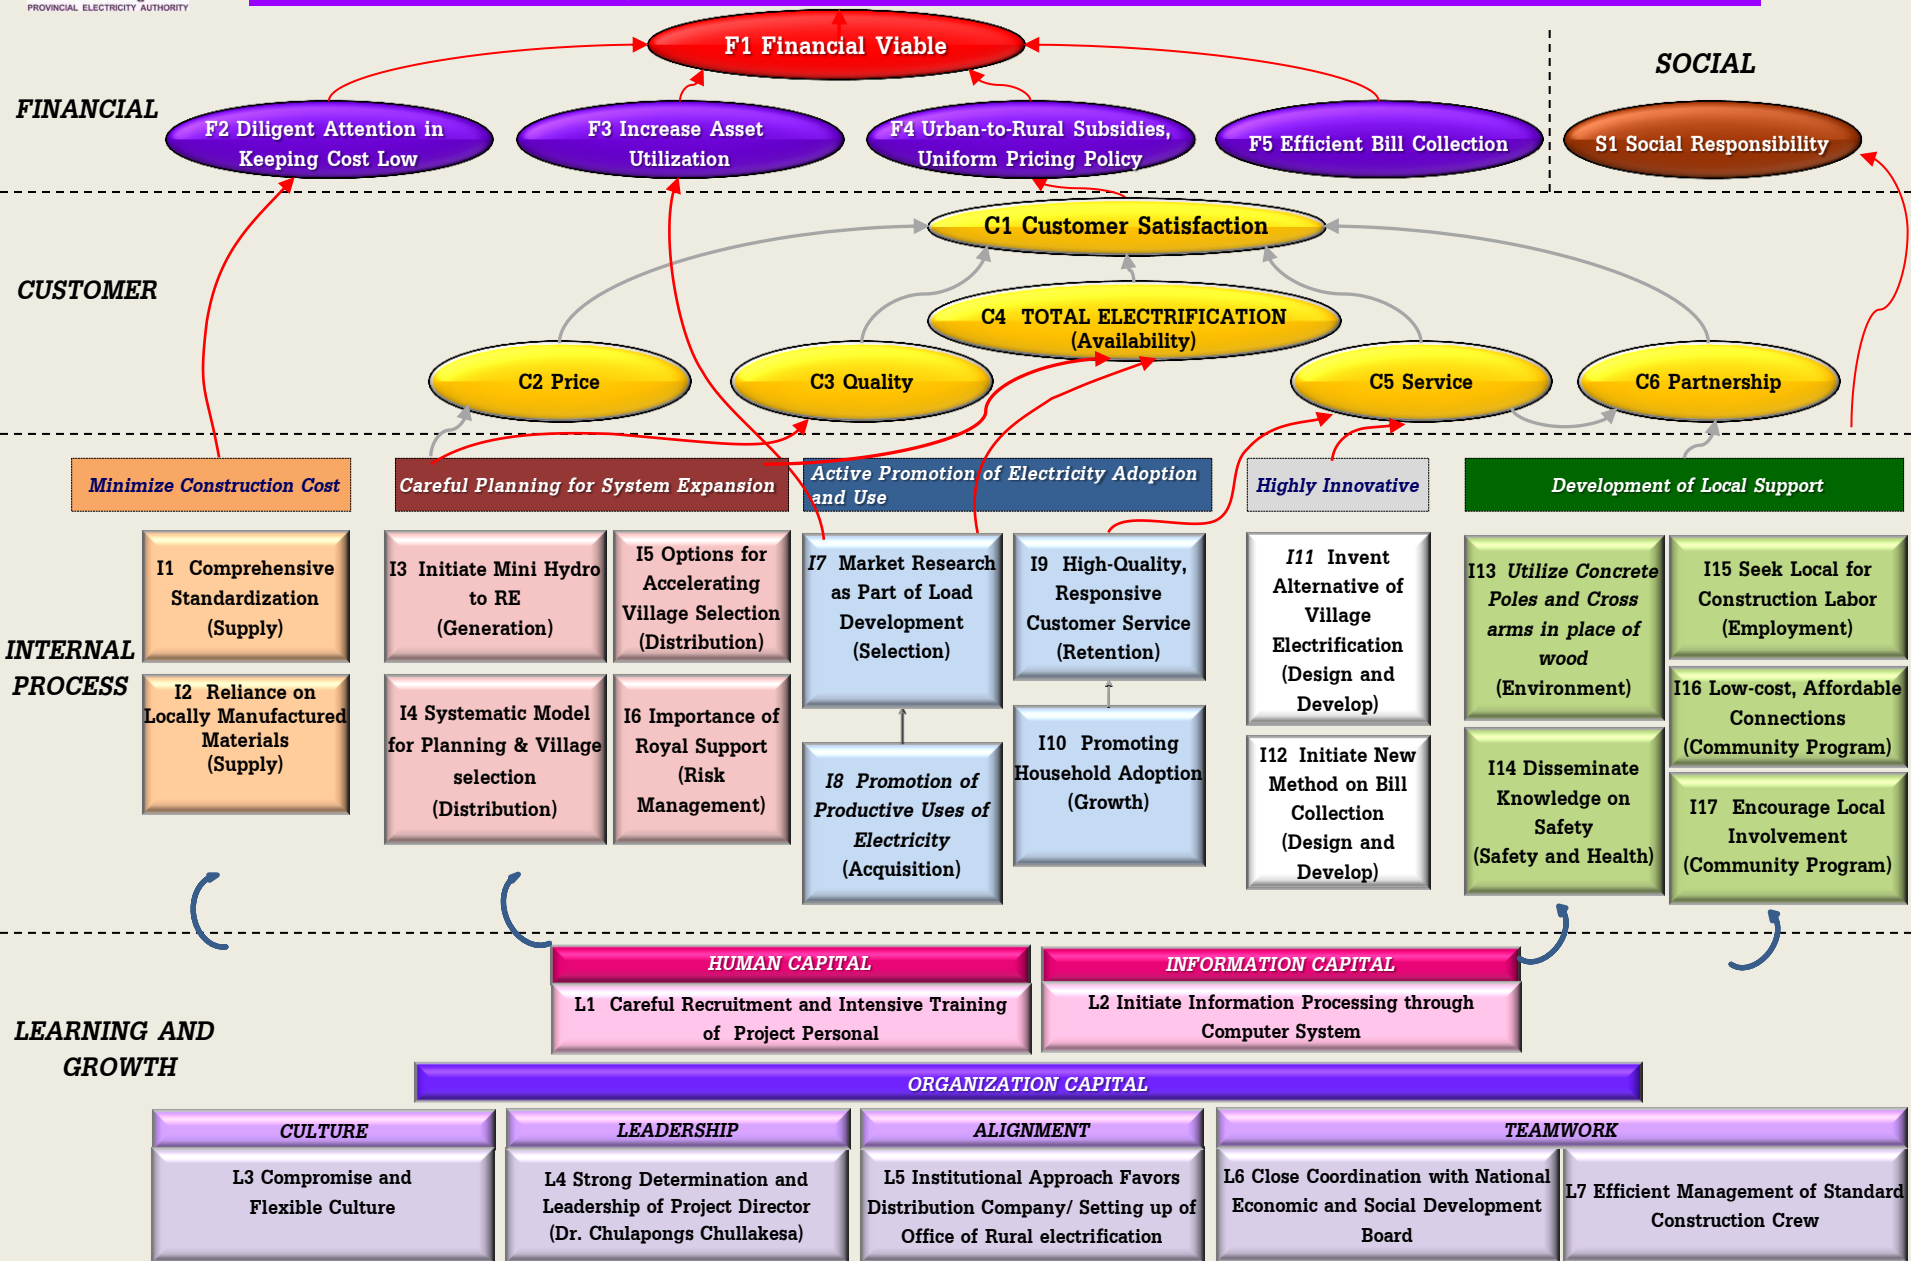 PROVINCIAL ELECTRICITY AUTHORITY
F1 Financial Viable
SOCIAL
FINANCIAL
F2 Diligent Attention in
Keeping Cost Low
F3 Increase Asset
Utilization
F4 Urban-to-Rural Subsidies,
Uniform Pricing Policy
F5 Efficient Bill Collection
S1 Social Responsibility
CUSTOMER
C1 Customer Satisfaction
C4 TOTAL ELECTRIFICATION
(Availability)
C2 Price
C3 Quality
C5 Service
C6 Partnership
INTERNAL
PROCESS
Minimize Construction Cost
Careful Planning for System Expansion
Active Promotion of Electricity Adoption
and Use
Highly Innovative
Development of Local Support
I1 Comprehensive
Standardization
(Supply)
I2 Reliance on
Locally Manufactured
Materials
(Supply)
I3 Initiate Mini Hydro
to RE
(Generation)
I4 Systematic Model
for Planning & Village
selection
(Distribution)
I5 Options for
Accelerating
Village Selection
(Distribution)
I6 Importance of
Royal Support
(Risk
Management)
I7 Market Research
as Part of Load
Development
(Selection)
I8 Promotion of
Productive Uses of
Electricity
(Acquisition)
I9 High-Quality,
Responsive
Customer Service
(Retention)
I10 Promoting
Household Adoption
(Growth)
I11 Invent
Alternative of
Village
Electrification
(Design and
Develop)
I12 Initiate New
Method on Bill
Collection
(Design and
Develop)
I13 Utilize Concrete
Poles and Cross
arms in place of
wood
(Environment)
I14 Disseminate
Knowledge on
Safety
(Safety and Health)
I15 Seek Local for
Construction Labor
(Employment)
I16 Low-cost, Affordable
Connections
(Community Program)
I17 Encourage Local
Involvement
(Community Program)
LEARNING AND
GROWTH
HUMAN CAPITAL
L1 Careful Recruitment and Intensive Training
of Project Personal
INFORMATION CAPITAL
L2 Initiate Information Processing through
Computer System
ORGANIZATION CAPITAL
CULTURE
L3 Compromise and
Flexible Culture
LEADERSHIP
L4 Strong Determination and
Leadership of Project Director
(Dr. Chulapongs Chullakesa)
ALIGNMENT
L5 Institutional Approach Favors
Distribution Company/ Setting up of
Office of Rural electrification
TEAMWORK
L6 Close Coordination with National
Economic and Social Development
Board
L7 Efficient Management of Standard
Construction Crew